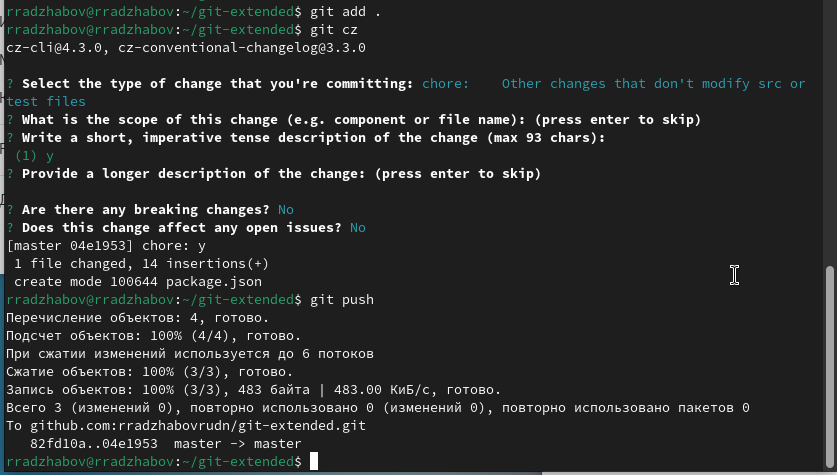 rradzhabov@rradzhabov:~/git-extended$ git add .
rradzhabov@rradzhabov:~/git-extended$ git cz
cz-cli@4.3.0, cz-conventional-changelog@3.3.0
? Select the type of change that you're committing: chore:    Other changes that don't modify src or
test files
? What is the scope of this change (e.g. component or file name): (press enter to skip)
? Write a short, imperative tense description of the change (max 93 chars):
(1) y
? Provide a longer description of the change: (press enter to skip)
? Are there any breaking changes? No
? Does this change affect any open issues? No
[master 04e1953] chore: y
1 file changed, 14 insertions(+)
create mode 100644 package.json
rradzhabov@rradzhabov:~/git-extended$ git push
Перечисление объектов: 4, готово.
Подсчет объектов: 100% (4/4), готово.
При сжатии изменений используется до 6 потоков
Сжатие объектов: 100% (3/3), готово.
Запись объектов: 100% (3/3), 483 байта | 483.00 КиБ/с, готово.
Всего 3 (изменений 0), повторно использовано 0 (изменений 0), повторно использовано пакетов 0
To github.com:rradzhabovrudn/git-extended.git
82fd10a..04e1953  master -> master
rradzhabov@rradzhabov:~/git-extended$